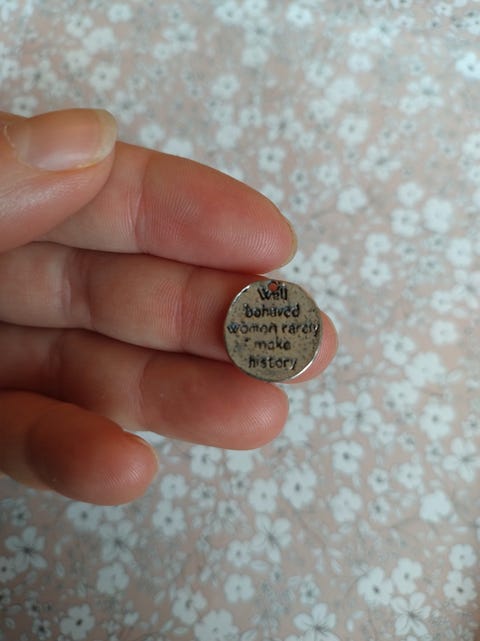 Well
behaved
women rarely
make
history